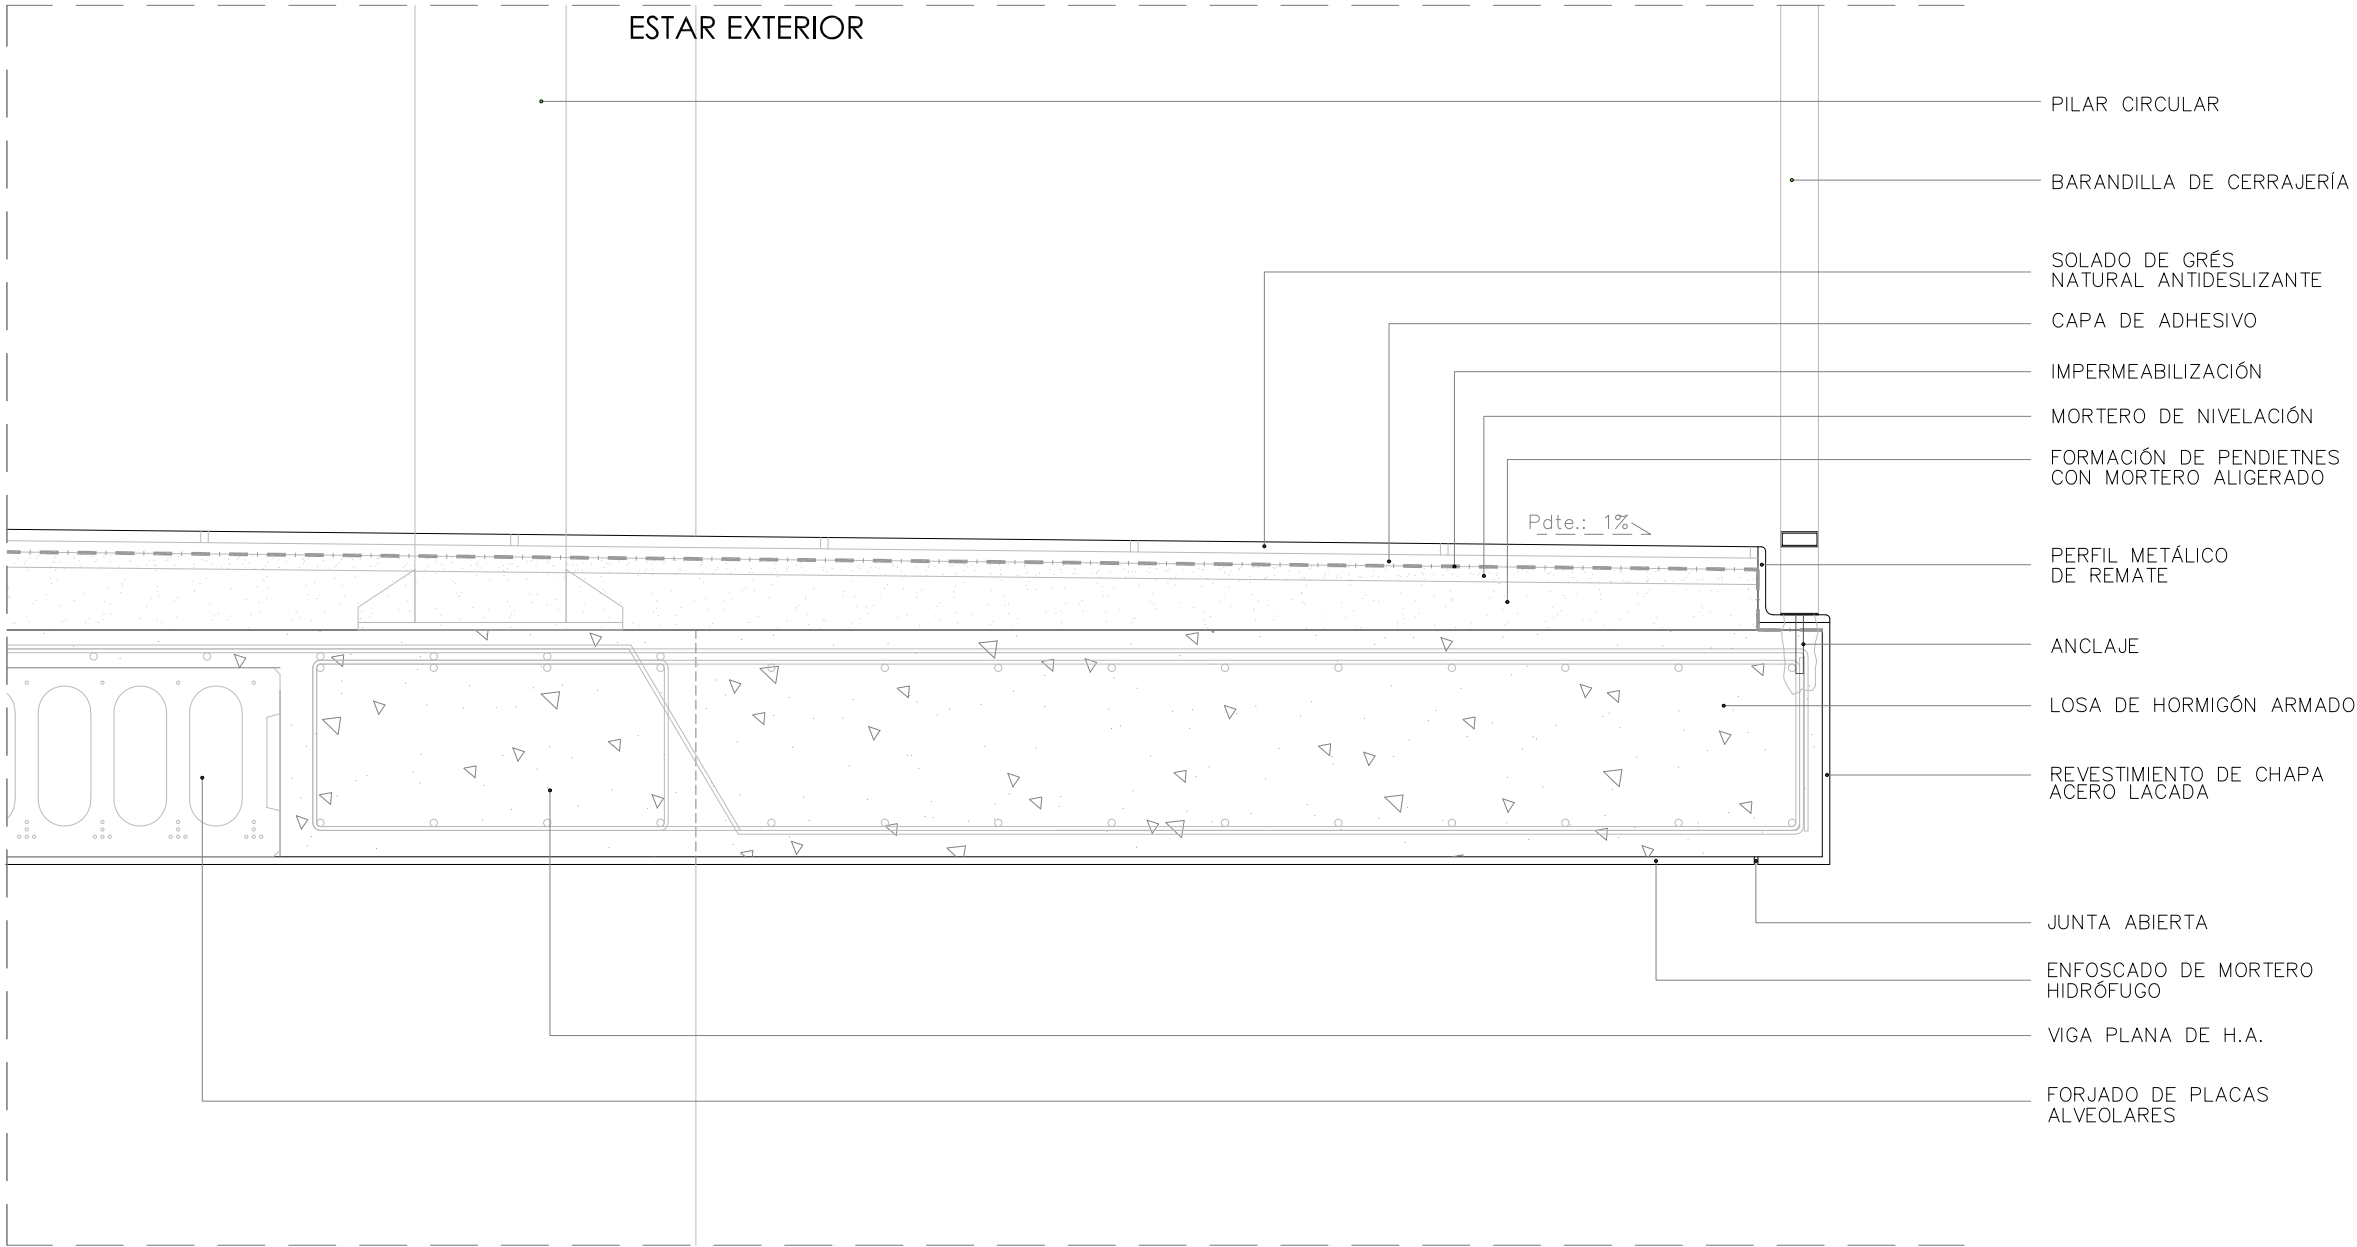 ESTAR EXTERIOR
PILAR CIRCULAR
BARANDILLA DE CERRAJERÍA
SOLADO DE GRÉS
NATURAL ANTIDESLIZANTE
CAPA DE ADHESIVO
IMPERMEABILIZACIÓN
MORTERO DE NIVELACIÓN
FORMACIÓN DE PENDIETNES
CON MORTERO ALIGERADO
Pdte.: 1%
PERFIL METÁLICO
DE REMATE
ANCLAJE
LOSA DE HORMIGÓN ARMADO
REVESTIMIENTO DE CHAPA
ACERO LACADA
JUNTA ABIERTA
ENFOSCADO DE MORTERO
HIDRÓFUGO
VIGA PLANA DE H.A.
FORJADO DE PLACAS
ALVEOLARES